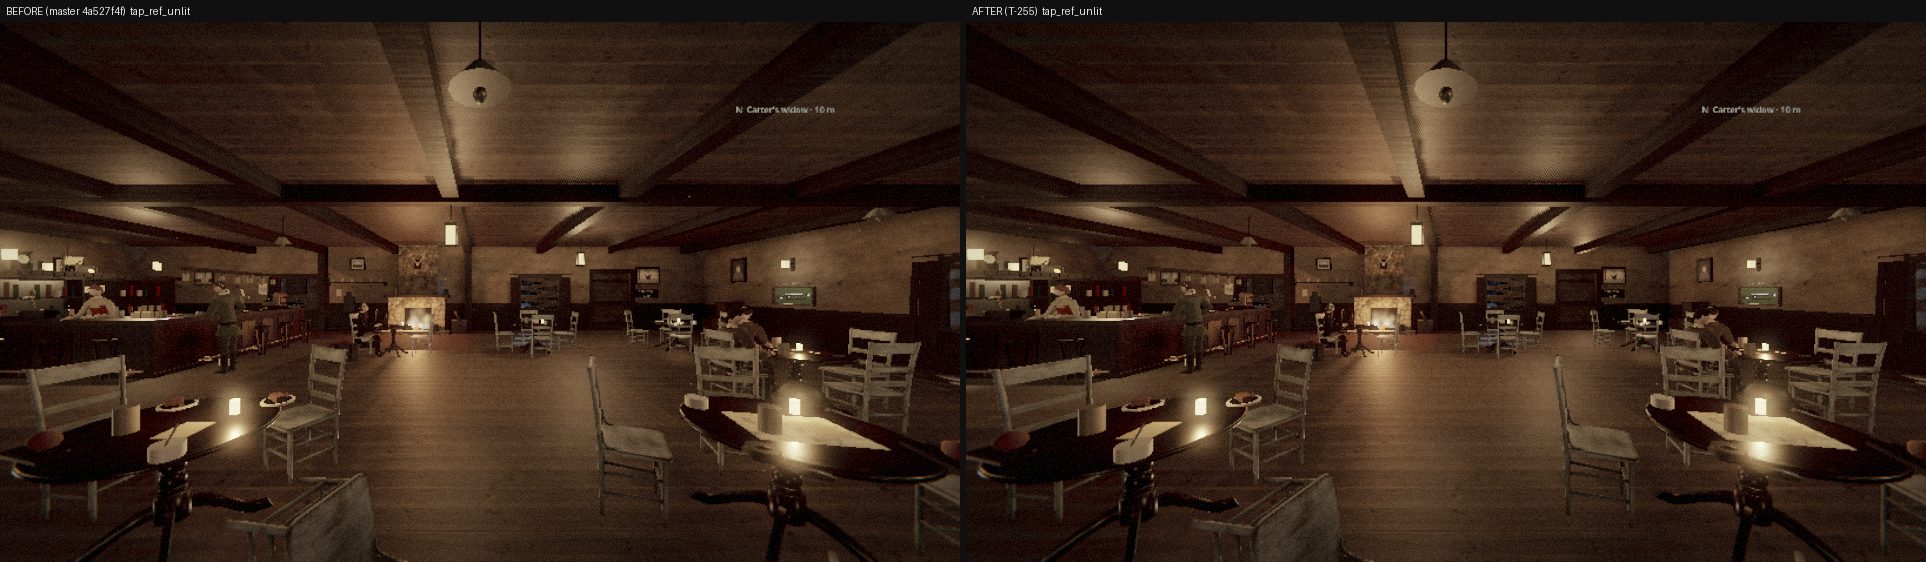 BEFORE (master 4a527f4f) tap_ref_unlit
AFTER (T-255) tap_ref_unlit
N Carter's widow · 10 m
N Carter's widow · 10 m